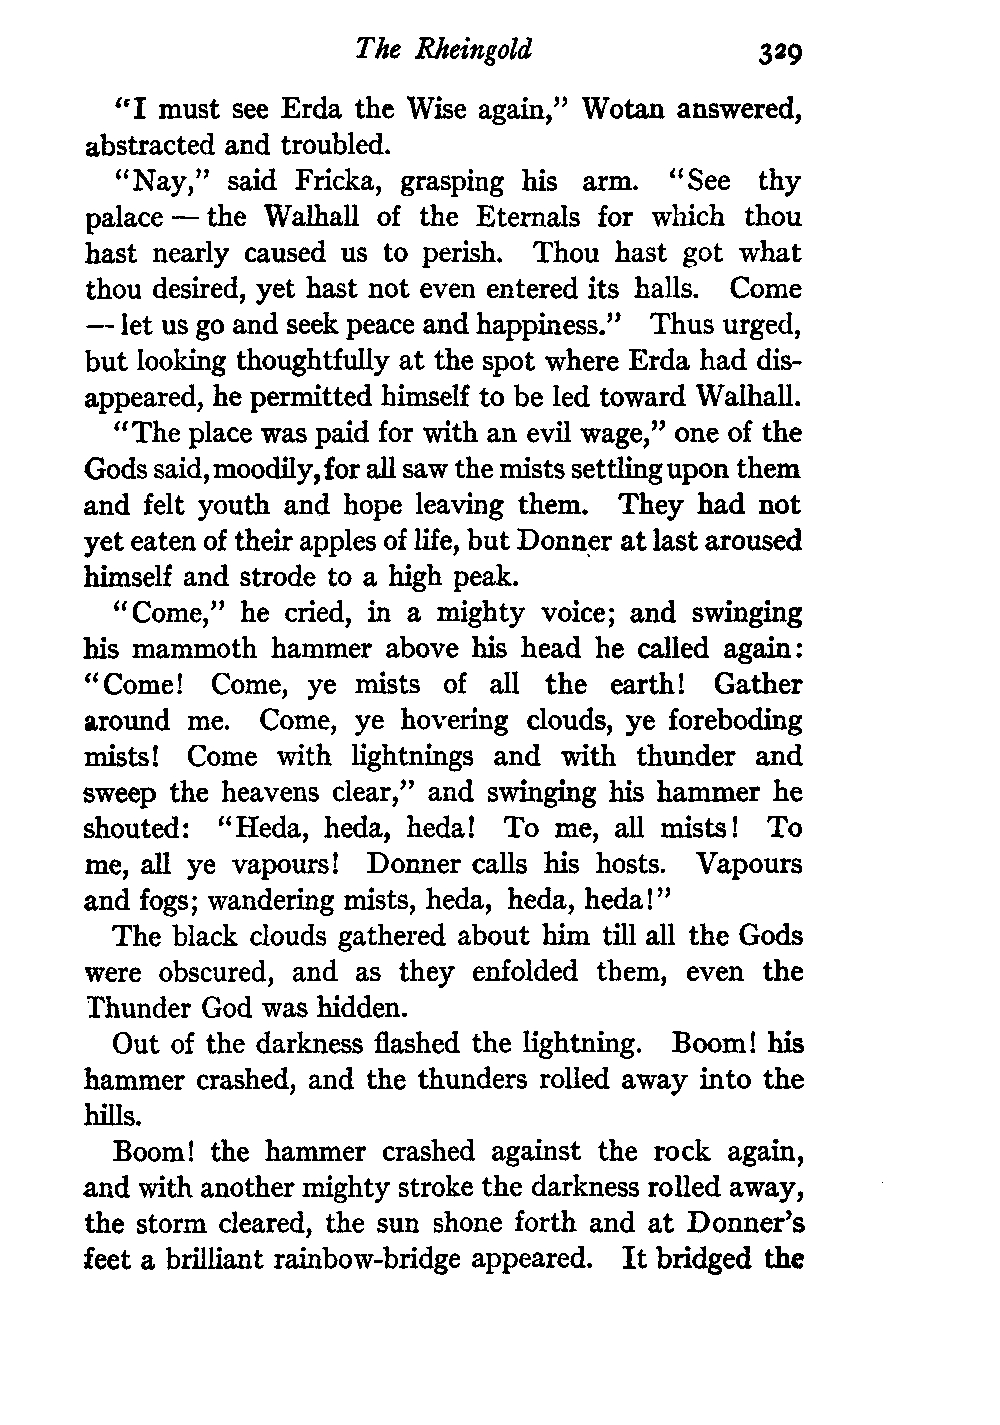 The Rheingold 329
"I must see Erda the Wise again," Wotan answered,
abstracted and troubled.
"Nay," said Fricka, grasping his arm. "See thy
palace — the Walhall of the Eternals for which thou
hast nearly caused us to perish. Thou hast got what
thou desired, yet hast not even entered its halls. Come
— let us go and seek peace and happiness." Thus urged,
but looking thoughtfully at the spot where Erda had dis-
appeared, he permitted himself to be led toward Walhall.
"The place was paid for with an evil wage," one of the
Gods said, moodily, for all saw the mists settling upon them
and felt youth and hope leaving them. They had not
yet eaten of their apples of life, but Donner at last aroused
himself and strode to a high peak.
"Come," he cried, in a mighty voice; and swinging
his mammoth hammer above his head he called again:
"Come! Come, ye mists of all the earth! Gather
around me. Come, ye hovering clouds, ye foreboding
mists! Come with lightnings and with thunder and
sweep the heavens clear," and swinging his hammer he
shouted: "Heda, heda, heda! To me, all mists! To
me, all ye vapours! Donner calls his hosts. Vapours
and fogs; wandering mists, heda, heda, heda!"
The black clouds gathered about him till all the Gods
were obscured, and as they enfolded them, even the
Thunder God was hidden.
Out of the darkness flashed the lightning. Boom! his
hammer crashed, and the thunders rolled away into the
hills.
Boom! the hammer crashed against the rock again,
and with another mighty stroke the darkness rolled away,
the storm cleared, the sun shone forth and at Donner's
feet a brilliant rainbow-bridge appeared. It bridged the